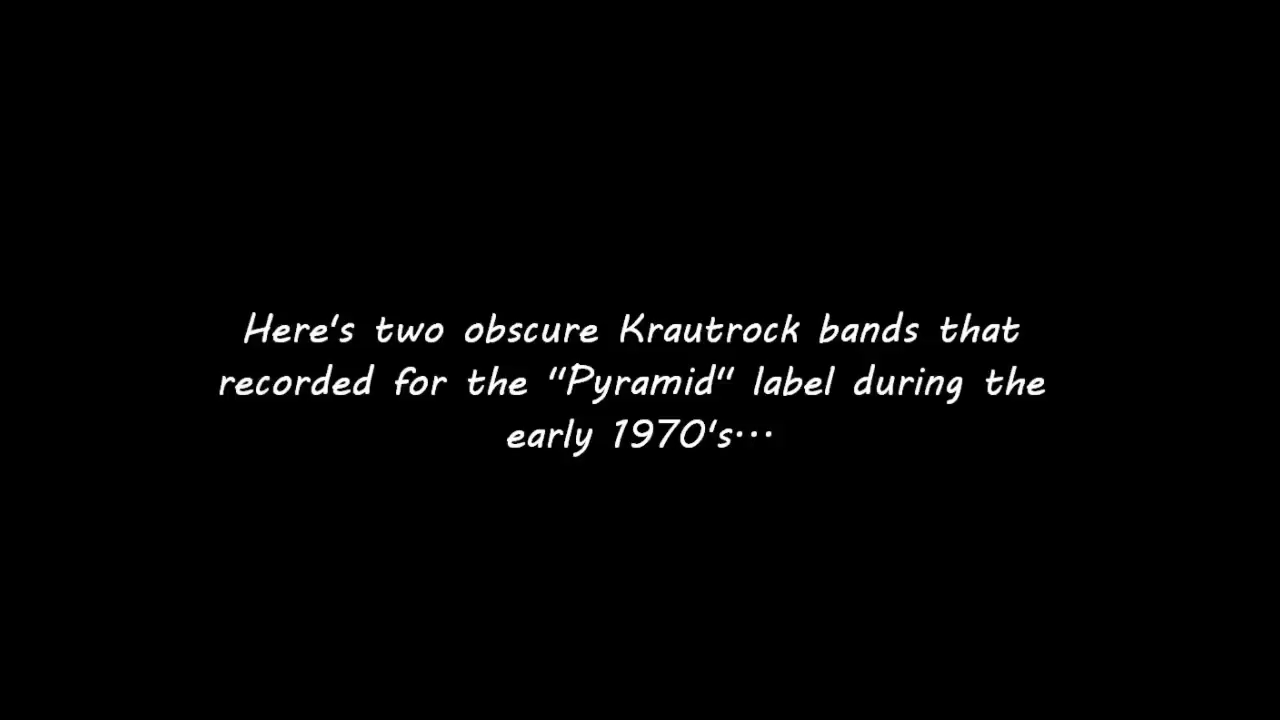 Here's two obscure Krautrock bands that
recorded for the "Pyramid" label during the
early 1970's...